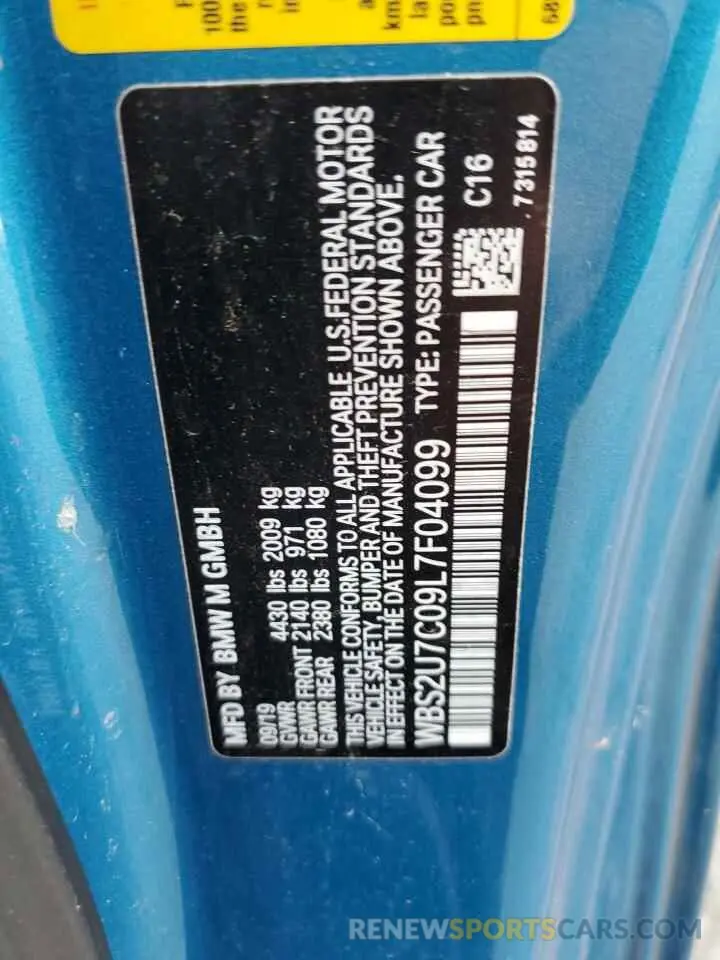 MFD BY BMW M GMBH
09/19
GVWR 4430 lbs 2009 kg
GAWR FRONT 2140 lbs 971 kg
GAWR REAR 2380 lbs 1080 kg
THIS VEHICLE CONFORMS TO ALL APPLICABLE U.S.FEDERAL MOTOR
VEHICLE SAFETY, BUMPER AND THEFT PREVENTION STANDARDS
IN EFFECT ON THE DATE OF MANUFACTURE SHOWN ABOVE.
WBS2U7C09L7F04099 TYPE: PASSENGER CAR
C16
7315814
RENEWSPORTSCARS.COM